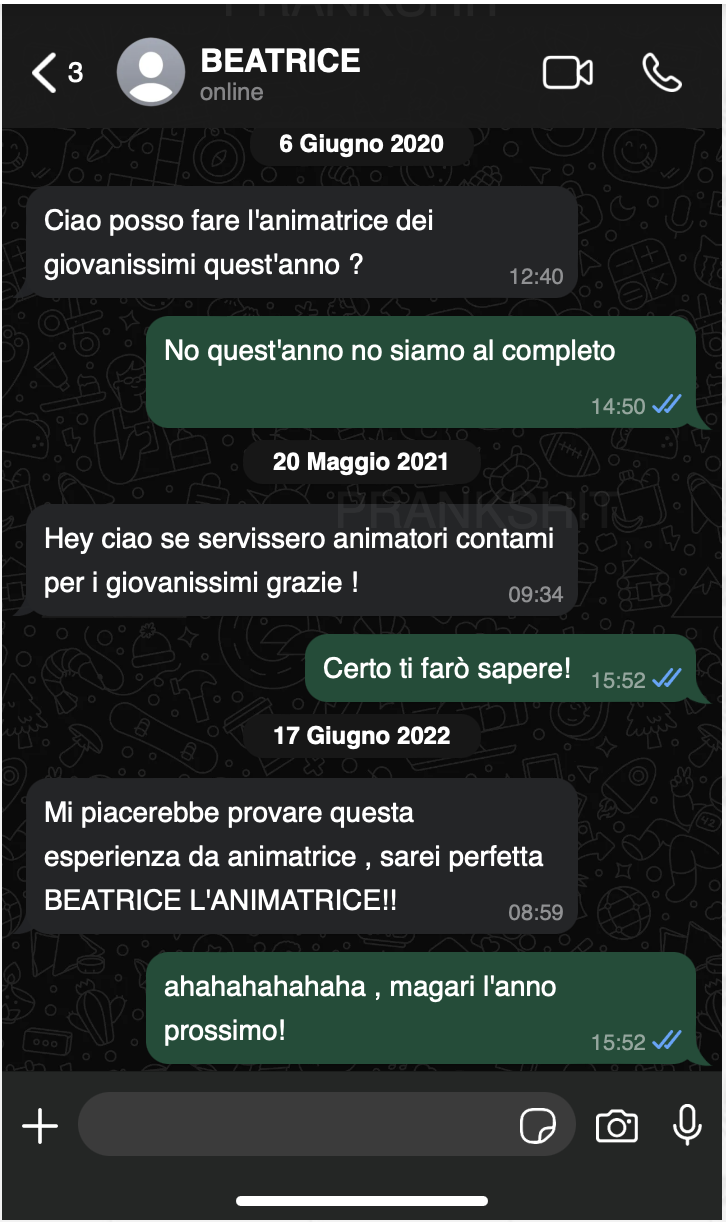 PRANKSHIT
3
BEATRICE
online
6 Giugno 2020
Ciao posso fare l'animatrice dei
giovanissimi quest'anno ?
12:40
No quest'anno no siamo al completo
14:50
20 Maggio 2021
PRANKSHIT
Hey ciao se servissero animatori contami
per i giovanissimi grazie !
09:34
Certo ti farò sapere!
15:52
17 Giugno 2022
Mi piacerebbe provare questa
esperienza da animatrice , sarei perfetta
BEATRICE L'ANIMATRICE!!
08:59
ahahahahahaha , magari l'anno
prossimo!
15:52